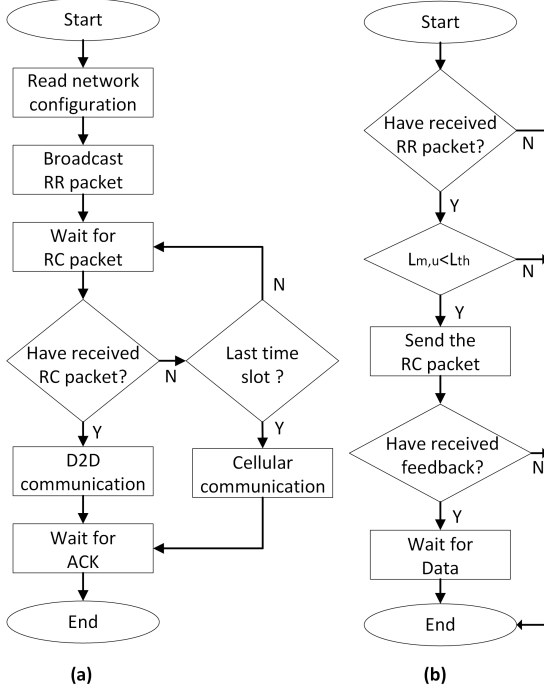 Start
Read network
configuration
Broadcast
RR packet
Wait for
RC packet
N
Have received
RC packet?
N
Last time
slot ?
Y
Y
D2D
communication
Cellular
communication
Wait for
ACK
End
(a)
Start
Have received
RR packet?
N
Y
Lm,u<Lth
N
Y
Send the
RC packet
Have received
feedback?
N
Y
Wait for
Data
End
(b)